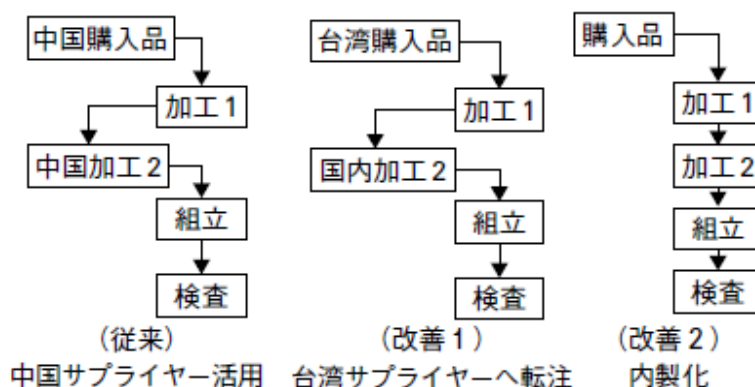 中国購入品
加工1
中国加工2
組立
検査
(従来)
中国サプライヤー活用
台湾購入品
加工1
国内加工2
組立
検査
(改善1)
台湾サプライヤーへ転注
購入品
加工1
加工2
組立
検査
(改善2)
内製化